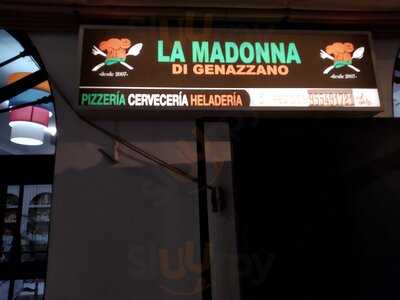 LA MADONNA
DI GENAZZANO
-desde 2007-
-desde 2007-
PIZZERÍA CERVECERÍA HELADERÍA